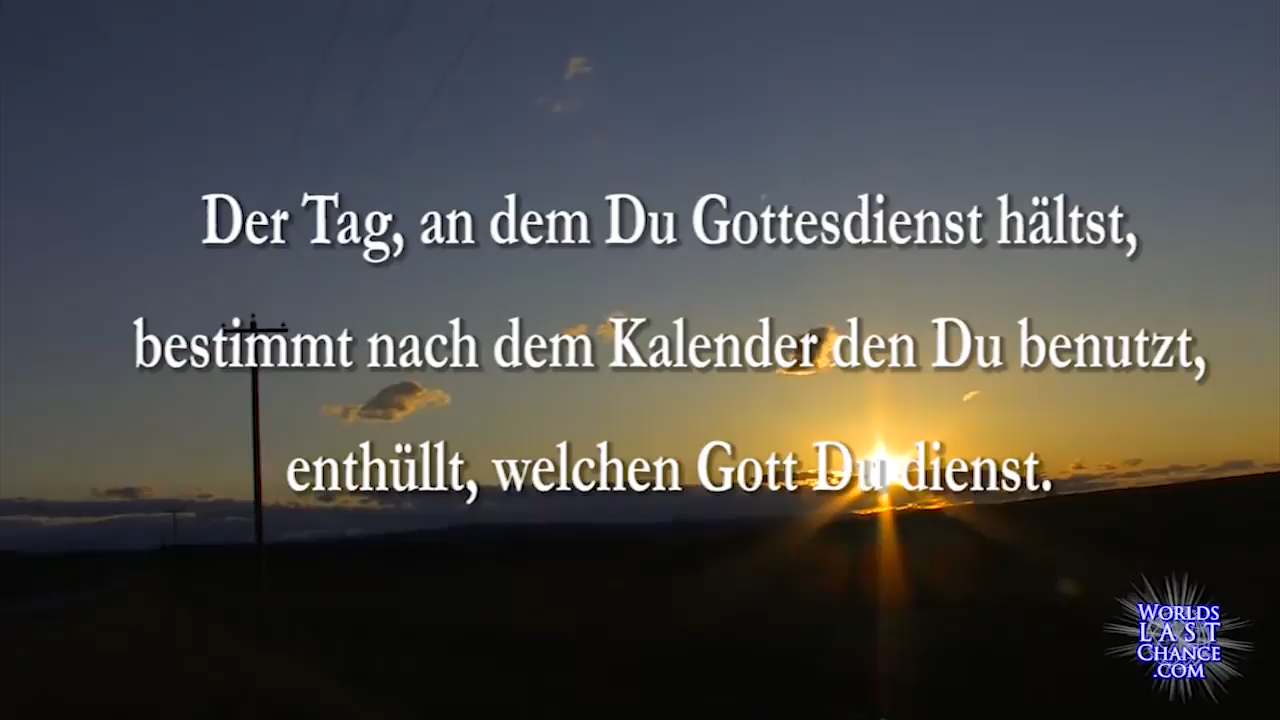 Der Tag, an dem Du Gottesdienst hältst,
bestimmt nach dem Kalender den Du benutzt,
enthüllt, welchen Gott Du dienst.
WORLDS
LAST
CHANCE
.COM